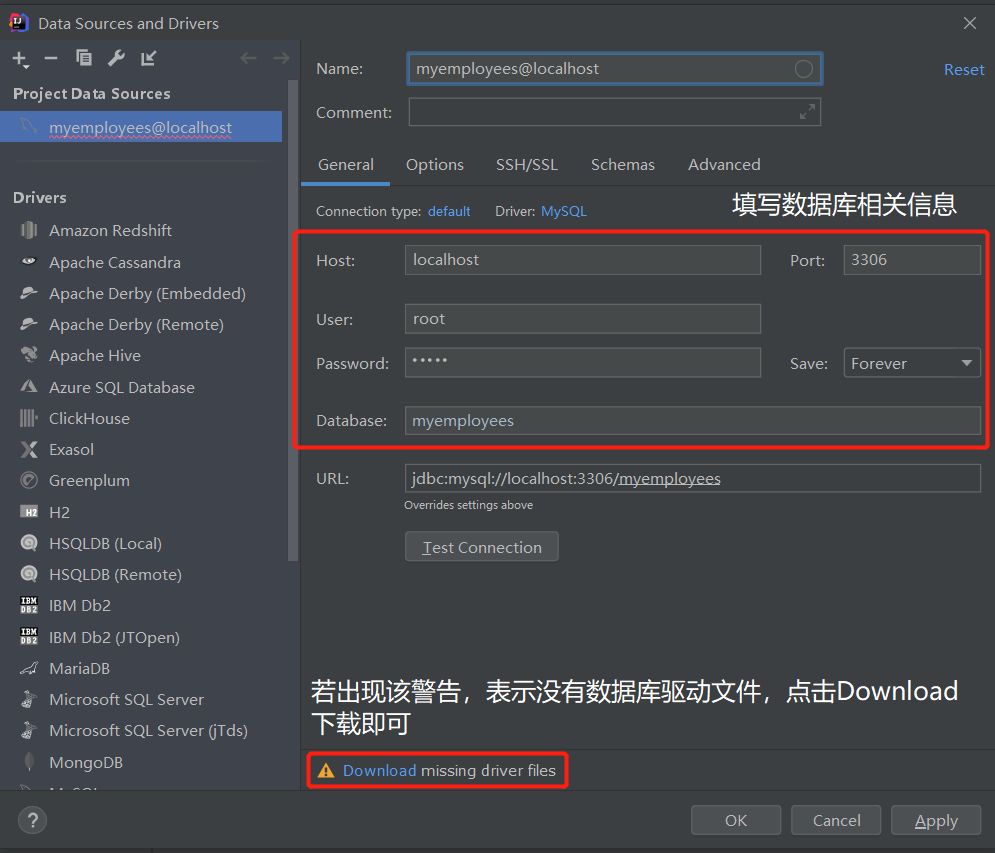 Data Sources and Drivers
Project Data Sources
myemployees@localhost
Drivers
Amazon Redshift
Apache Cassandra
Apache Derby (Embedded)
Apache Derby (Remote)
Apache Hive
Azure SQL Database
ClickHouse
Exasol
Greenplum
H2
HSQLDB (Local)
HSQLDB (Remote)
IBM Db2
IBM Db2 (JTOpen)
MariaDB
Microsoft SQL Server
Microsoft SQL Server (jTds)
MongoDB
Name: myemployees@localhost Reset
Comment:
General Options SSH/SSL Schemas Advanced
Connection type: default Driver: MySQL
填写数据库相关信息
Host: localhost Port: 3306
User: root
Password: ••••• Save: Forever
Database: myemployees
URL: jdbc:mysql://localhost:3306/myemployees
Overrides settings above
Test Connection
若出现该警告，表示没有数据库驱动文件，点击Download
下载即可
Download missing driver files
? OK Cancel Apply